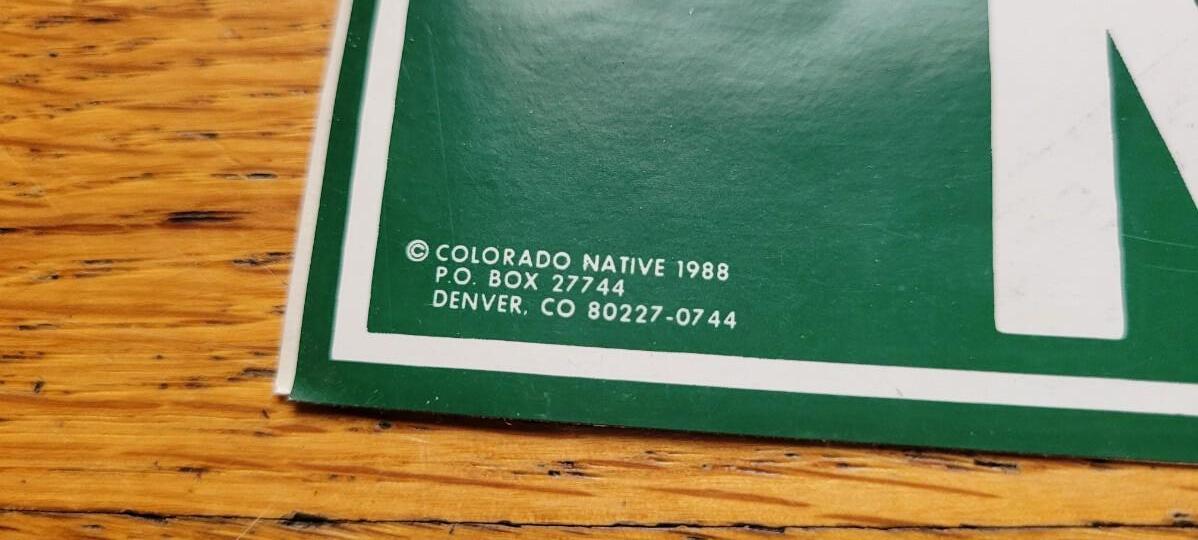 © COLORADO NATIVE 1988
P.O. BOX 27744
DENVER, CO 80227-0744